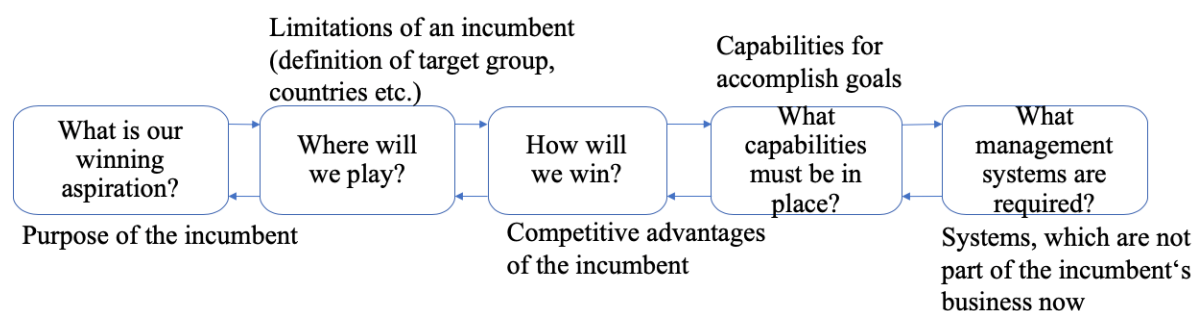 Limitations of an incumbent
(definition of target group,
countries etc.)
Capabilities for
accomplish goals
What is our
winning
aspiration?
Where will
we play?
How will
we win?
What
capabilities
must be in
place?
What
management
systems are
required?
Purpose of the incumbent
Competitive advantages
of the incumbent
Systems, which are not
part of the incumbent‘s
business now